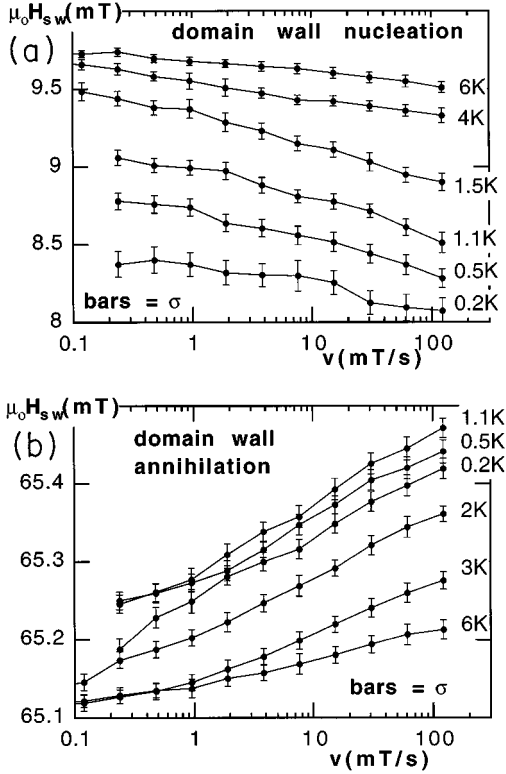 μ₀H_sw(mT)
(a)
domain wall nucleation
9.5
9
8.5
8
6K
4K
1.5K
1.1K
0.5K
0.2K
bars = σ
0.1 1 10 100
v(mT/s)
μ₀H_sw(mT)
(b)
domain wall
annihilation
65.4
65.3
65.2
65.1
1.1K
0.5K
0.2K
2K
3K
6K
bars = σ
0.1 1 10 100
v(mT/s)